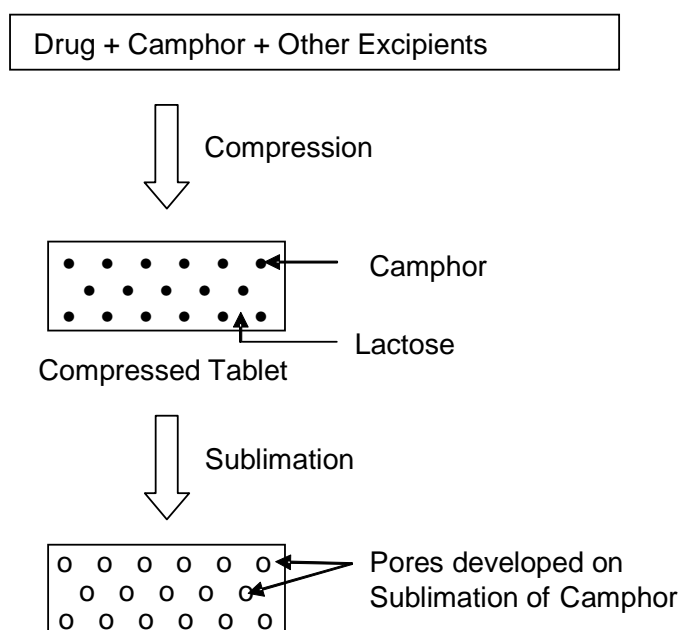 Drug + Camphor + Other Excipients
Compression
Camphor
Lactose
Compressed Tablet
Sublimation
o o o o o o
o o o o o
o o o o o o
Pores developed on
Sublimation of Camphor